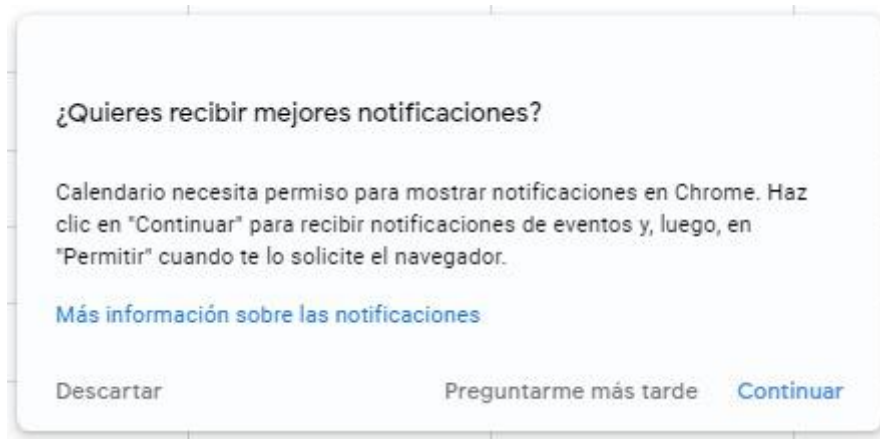 ¿Quieres recibir mejores notificaciones?
Calendario necesita permiso para mostrar notificaciones en Chrome. Haz
clic en "Continuar" para recibir notificaciones de eventos y, luego, en
"Permitir" cuando te lo solicite el navegador.
Más información sobre las notificaciones
Descartar Preguntarme más tarde Continuar